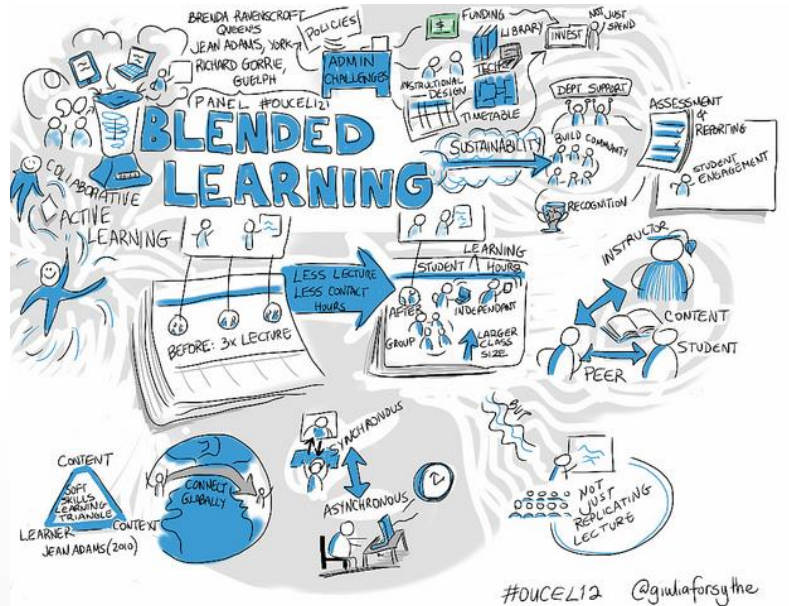 BRENDA RAVENSCROFT
QUEENS
JEAN ADAMS, YORK
RICHARD GORRIE,
GUELPH
PANEL #OUCEL12
BLENDED
LEARNING
POLICIES
ADMIN
CHALLENGES
$
FUNDING
LIBRARY
INVEST
NOT JUST
SPEND
INSTRUCTIONAL
DESIGN
TECH
TIMETABLE
SUSTAINABILITY
DEPT SUPPORT
BUILD COMMUNITY
RECOGNITION
ASSESSMENT
&
REPORTING
STUDENT
ENGAGEMENT
COLLABORATIVE
ACTIVE
LEARNING
BEFORE: 3x LECTURE
LESS LECTURE
LESS CONTACT
HOURS
LEARNING
STUDENT ^ HOURS
AFTER
INDEPENDANT
GROUP
LARGER
CLASS
SIZE
INSTRUCTOR
CONTENT
STUDENT
PEER
CONTENT
SOFT
SKILLS
LEARNING
TRIANGLE
LEARNER
CONTEXT
JEAN ADAMS (2010)
CONNECT
GLOBALLY
SYNCHRONOUS
ASYNCHRONOUS
BUT
NOT
JUST
REPLICATING
LECTURE
#OUCEL12 @giuliaforsythe